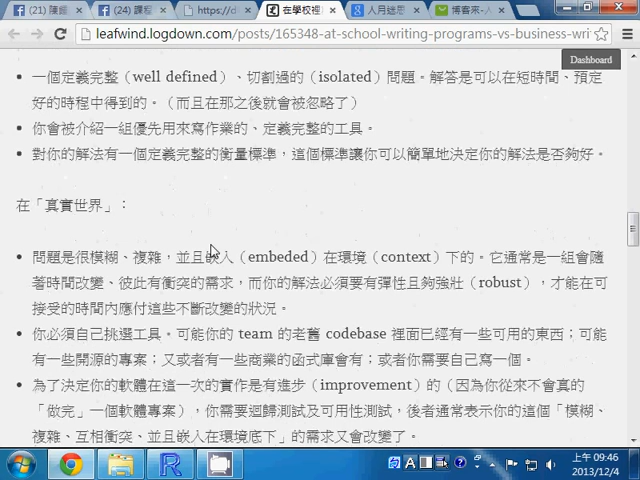 (21) 陳鍾
(24) 課程
https://d
在學校裡
人月迷思
博客來-人
leafwind.logdown.com/posts/165348-at-school-writing-programs-vs-business-wri
Dashboard
一個定義完整（well defined）、切割過的（isolated）問題。解答是可以在短時間、預定
好的時程中得到的。（而且在那之後就會被忽略了）
你會被介紹一組優先用來寫作業的、定義完整的工具。
對你的解法有一個定義完整的衡量標準，這個標準讓你可以簡單地決定你的解法是否夠好。
在「真實世界」：
問題是很模糊、複雜，並且嵌入（embeded）在環境（context）下的。它通常是一組會隨
著時間改變、彼此有衝突的需求，而你的解法必須要有彈性且夠強壯（robust），才能在可
接受的時間內應付這些不斷改變的狀況。
你必須自己挑選工具。可能你的 team 的老舊 codebase 裡面已經有一些可用的東西；可能
有一些開源的專案；又或者有一些商業的函式庫會有；或者你需要自己寫一個。
為了決定你的軟體在這一次的實作是有進步（improvement）的（因為你從來不會真的
「做完」一個軟體專案），你需要迴歸測試及可用性測試，後者通常表示你的這個「模糊、
複雜、互相衝突、並且嵌入在環境底下」的需求又會改變了。
上午 09:46
2013/12/4